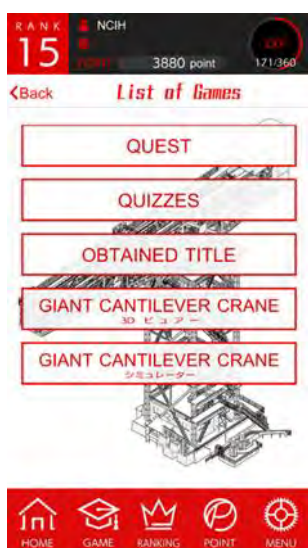 RANK
15
NCIH
3880 point
171/360
<Back
List of Games
QUEST
QUIZZES
OBTAINED TITLE
GIANT CANTILEVER CRANE
3D ビュアー
GIANT CANTILEVER CRANE
シミュレーター
HOME
GAME
RANKING
POINT
MENU